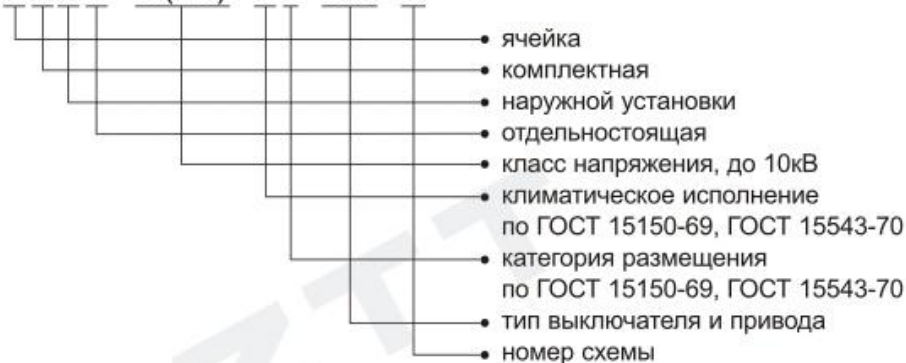 ячейка
комплектная
наружной установки
отдельностоящая
класс напряжения, до 10кВ
климатическое исполнение
по ГОСТ 15150-69, ГОСТ 15543-70
категория размещения
по ГОСТ 15150-69, ГОСТ 15543-70
тип выключателя и привода
номер схемы
ZTT